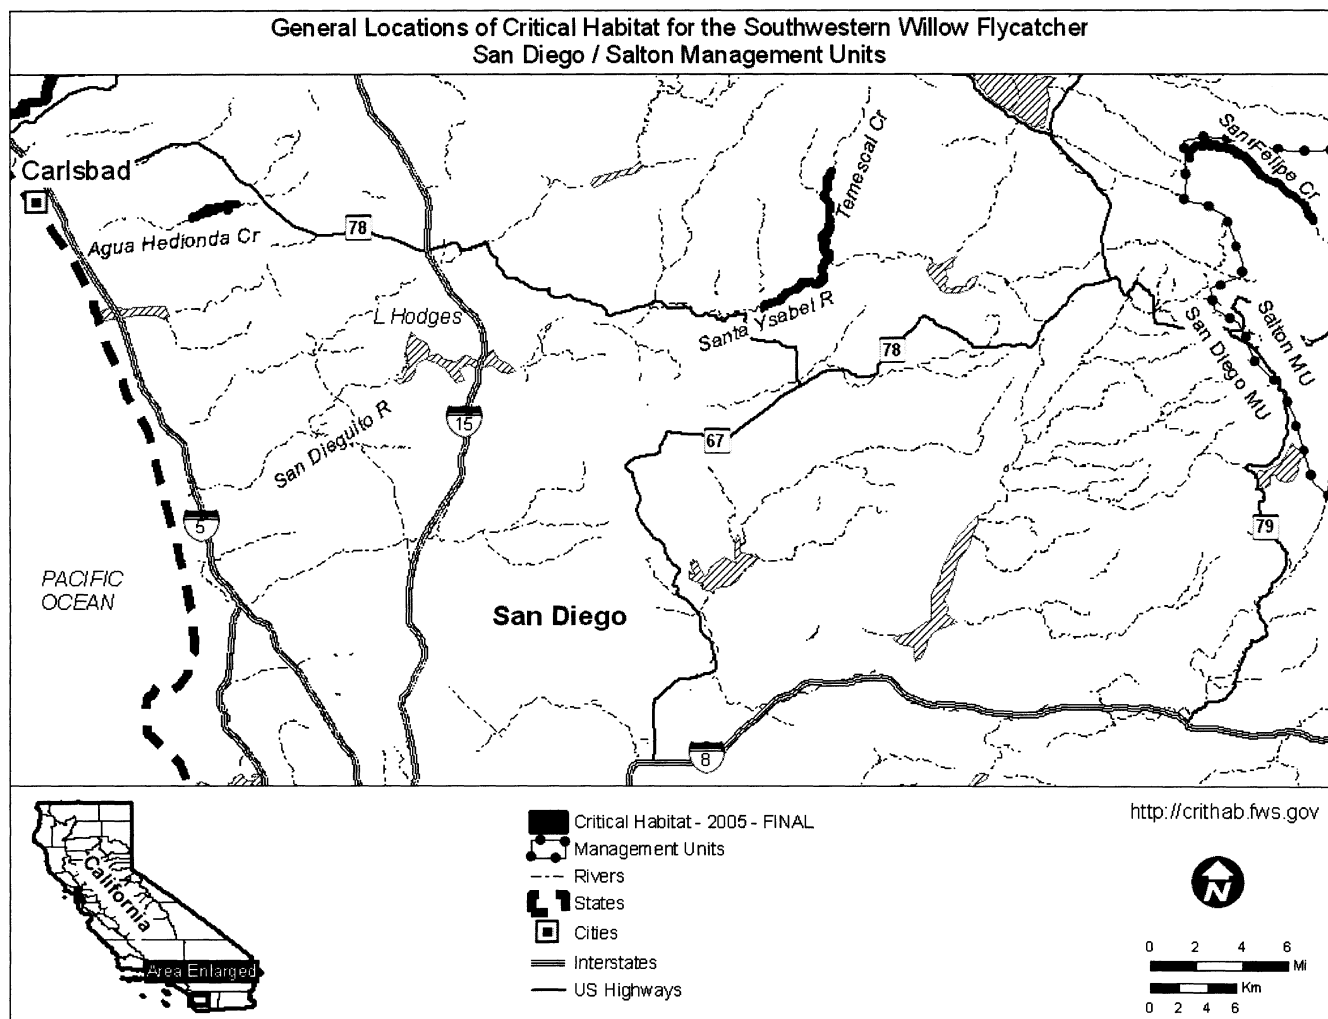 General Locations of Critical Habitat for the Southwestern Willow Flycatcher
San Diego / Salton Management Units
Carlsbad
Agua Hedionda Cr
78
L Hodges
San Dieguito R
15
5
PACIFIC
OCEAN
San Diego
Temescal Cr
Santa Ysabel R
78
67
San Felipe Cr
Salton MU
San Diego MU
79
8
California
Area Enlarged
Critical Habitat - 2005 - FINAL
Management Units
Rivers
States
Cities
Interstates
US Highways
http://crithab.fws.gov
N
0 2 4 6
Mi
Km
0 2 4 6